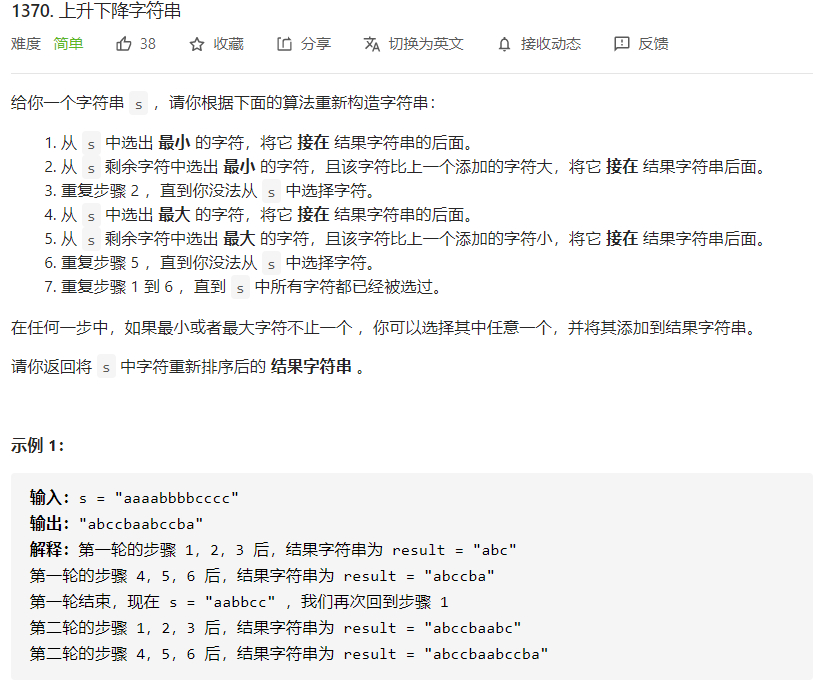 1370. 上升下降字符串
难度 简单 38 收藏 分享 切换为英文 接收动态 反馈
给你一个字符串 s ，请你根据下面的算法重新构造字符串：
1. 从 s 中选出 最小 的字符，将它 接在 结果字符串的后面。
2. 从 s 剩余字符中选出 最小 的字符，且该字符比上一个添加的字符大，将它 接在 结果字符串后面。
3. 重复步骤 2 ，直到你没法从 s 中选择字符。
4. 从 s 中选出 最大 的字符，将它 接在 结果字符串的后面。
5. 从 s 剩余字符中选出 最大 的字符，且该字符比上一个添加的字符小，将它 接在 结果字符串后面。
6. 重复步骤 5 ，直到你没法从 s 中选择字符。
7. 重复步骤 1 到 6 ，直到 s 中所有字符都已经被选过。
在任何一步中，如果最小或者最大字符不止一个 ，你可以选择其中任意一个，并将其添加到结果字符串。
请你返回将 s 中字符重新排序后的 结果字符串 。
示例 1：
输入：s = "aaaabbbbcccc"
输出："abccbaabccba"
解释：第一轮的步骤 1，2，3 后，结果字符串为 result = "abc"
第一轮的步骤 4，5，6 后，结果字符串为 result = "abccba"
第一轮结束，现在 s = "aabbcc" ，我们再次回到步骤 1
第二轮的步骤 1，2，3 后，结果字符串为 result = "abccbaabc"
第二轮的步骤 4，5，6 后，结果字符串为 result = "abccbaabccba"